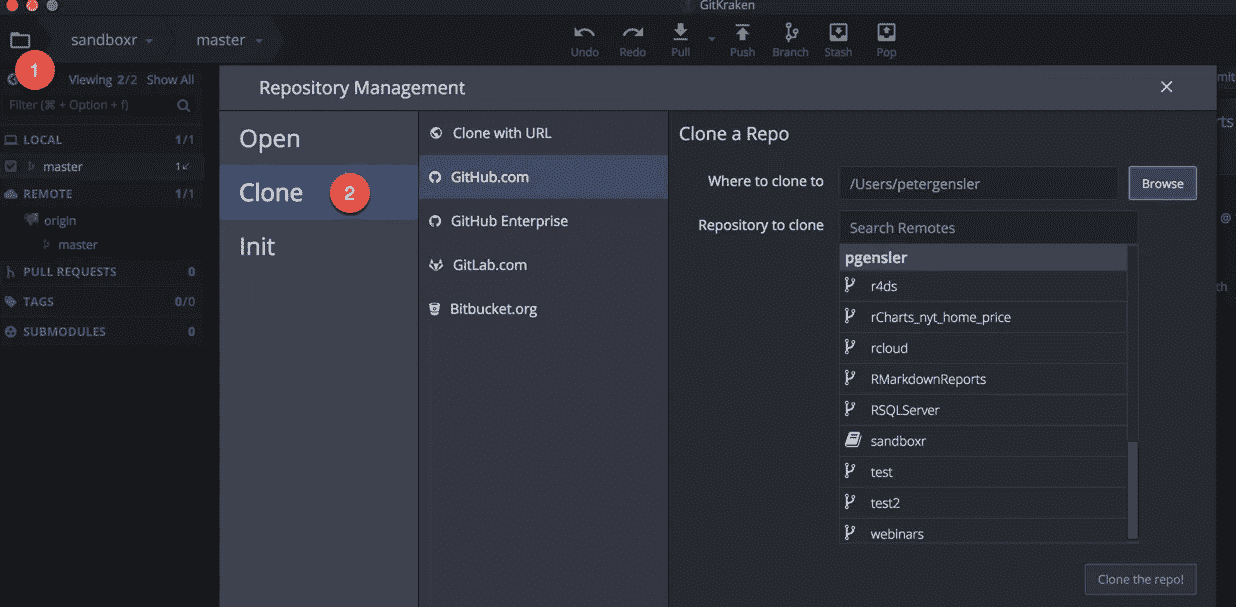 GitKraken
sandboxr
master
Undo
Redo
Pull
Push
Branch
Stash
Pop
1
Viewing 2/2 Show All
Filter (⌘ + Option + f)
LOCAL 1/1
master 1
REMOTE 1/1
origin
master
PULL REQUESTS 0
TAGS 0/0
SUBMODULES 0
Repository Management
Open
Clone 2
Init
Clone with URL
GitHub.com
GitHub Enterprise
GitLab.com
Bitbucket.org
Clone a Repo
Where to clone to /Users/petergensler Browse
Repository to clone Search Remotes
pgensler
r4ds
rCharts_nyt_home_price
rcloud
RMarkdownReports
RSQLServer
sandboxr
test
test2
webinars
Clone the repo!
mit
ts
@
th